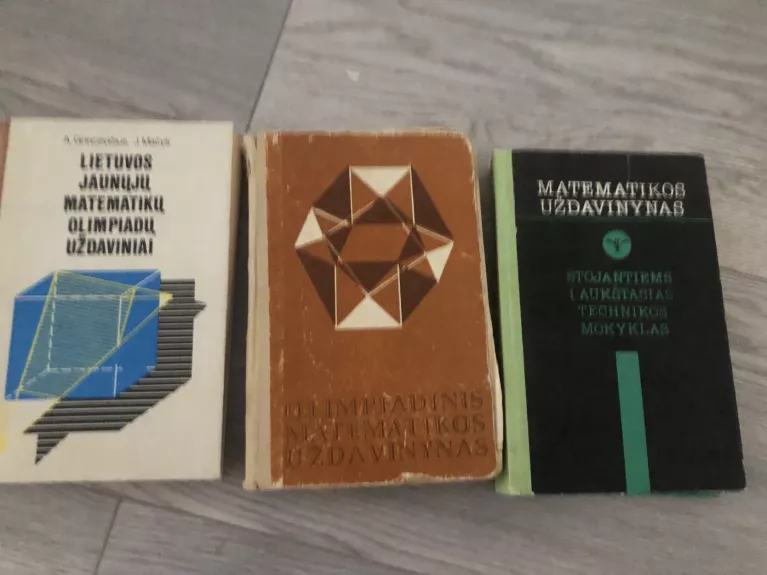 LIETUVOS
JAUNŲJŲ
MATEMATIKŲ
OLIMPIADŲ
UŽDAVINIAI
OLIMPIADINIS
MATEMATIKOS
UŽDAVINYNAS
MATEMATIKOS
UŽDAVINYNAS
STOJANTIEMS
Į AUKŠTĄSIAS
TECHNIKOS
MOKYKLAS